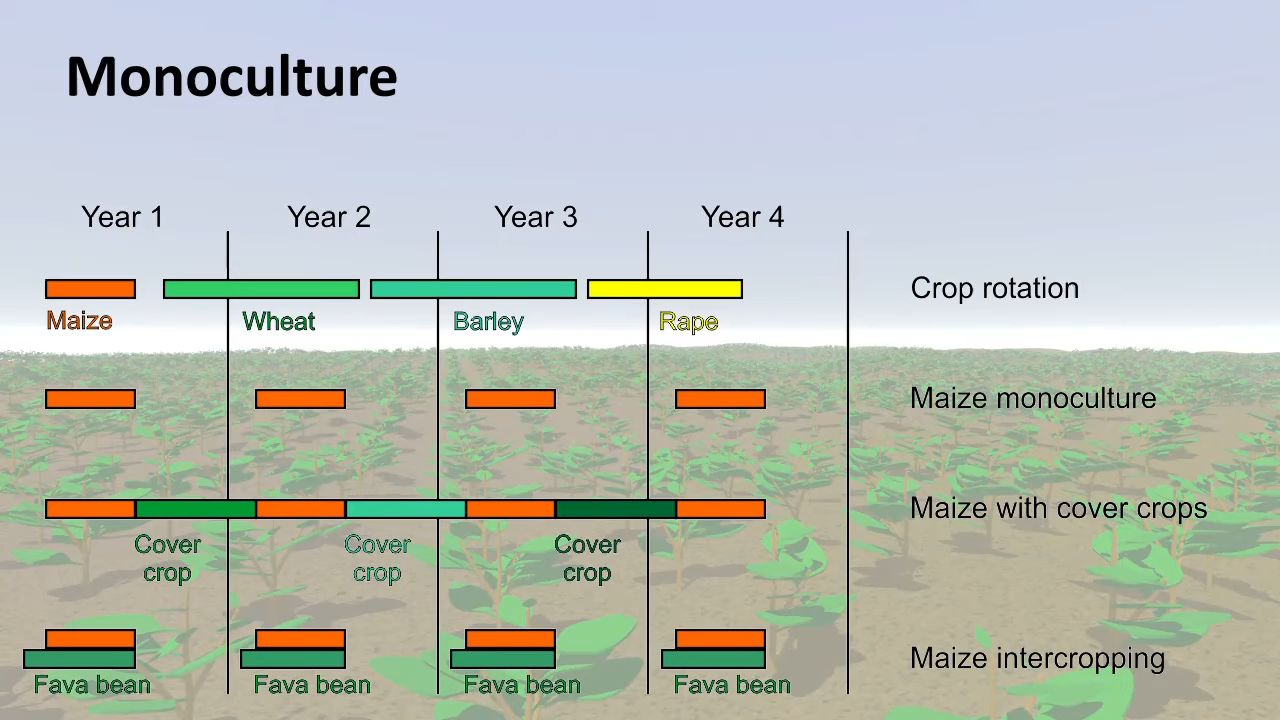 Monoculture
Year 1 Year 2 Year 3 Year 4
Crop rotation
Maize Wheat Barley Rape
Maize monoculture
Maize with cover crops
Cover crop Cover crop Cover crop
Maize intercropping
Fava bean Fava bean Fava bean Fava bean